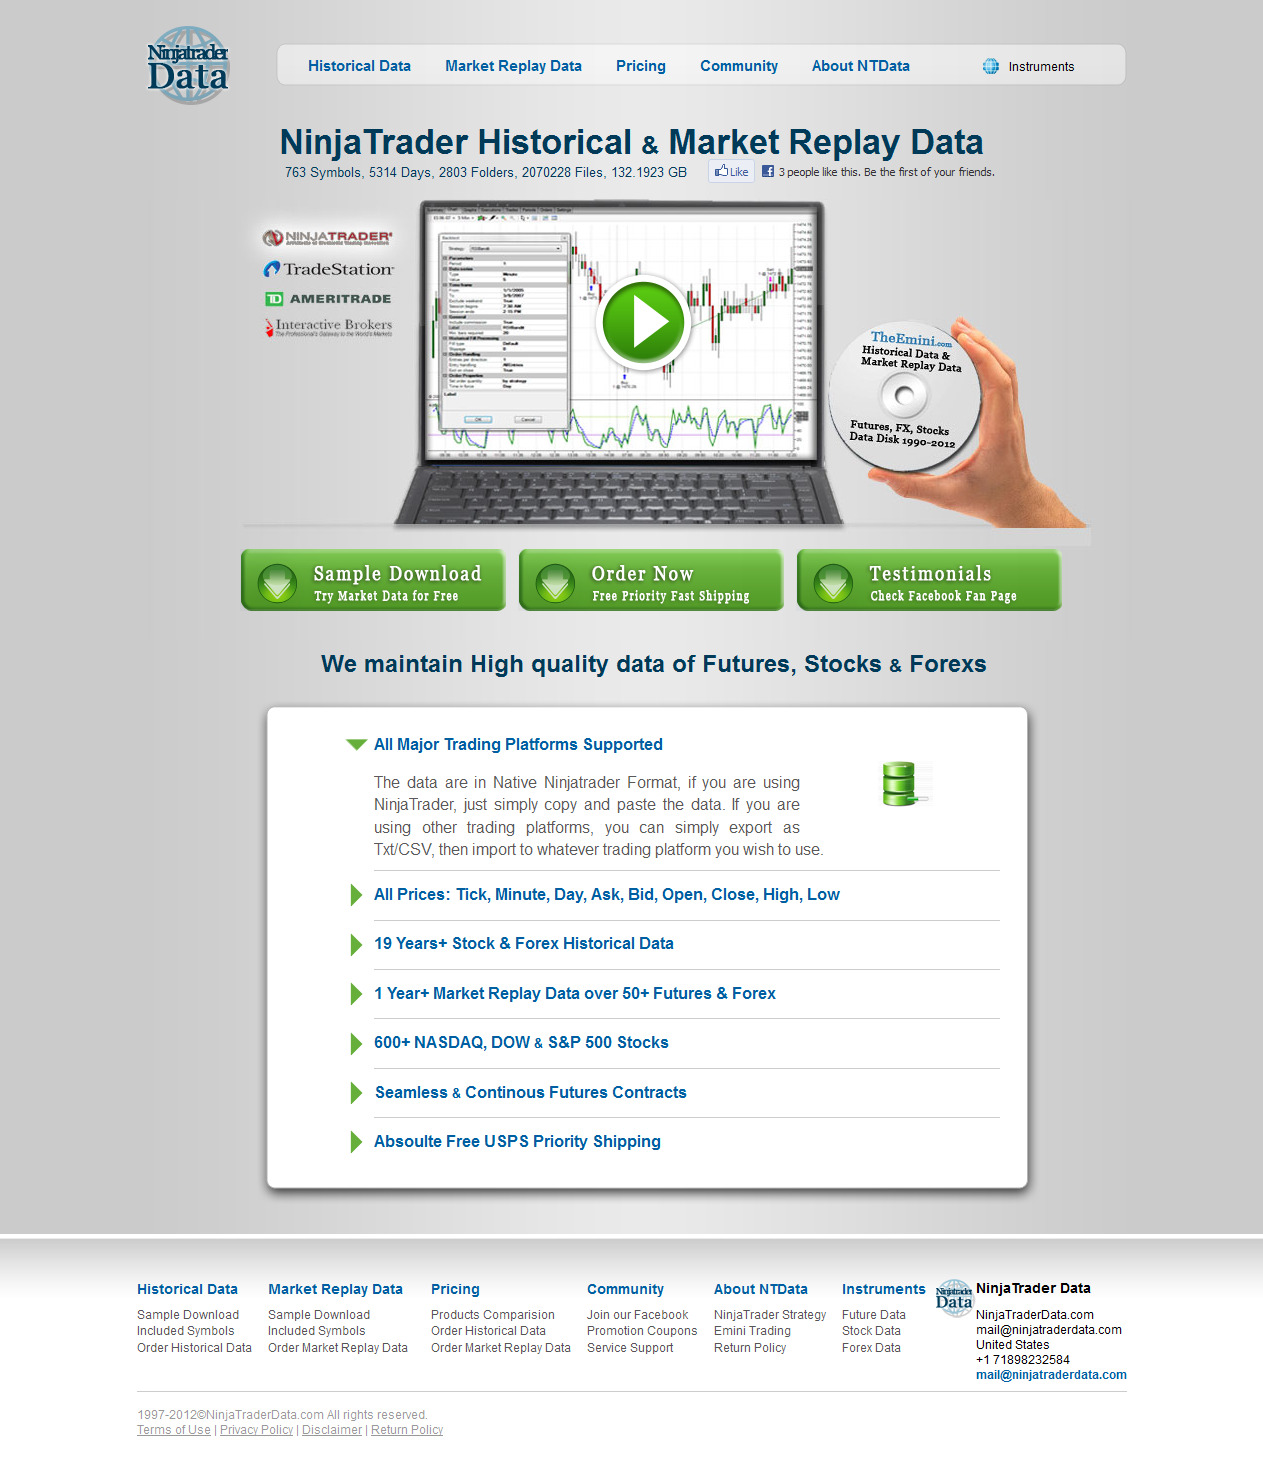 Ninjatrader
Data
Historical Data
Market Replay Data
Pricing
Community
About NTData
Instruments
NinjaTrader Historical & Market Replay Data
763 Symbols, 5314 Days, 2803 Folders, 2070228 Files, 132.1923 GB
Like
3 people like this. Be the first of your friends.
NINJATRADER
TradeStation
TD AMERITRADE
Interactive Brokers
The Professional's Gateway to the World's Markets
TheEmini.com
Historical Data &
Market Replay Data
Futures, FX, Stocks
Data Disk 1990-2012
Sample Download
Try Market Data for Free
Order Now
Free Priority Fast Shipping
Testimonials
Check Facebook Fan Page
We maintain High quality data of Futures, Stocks & Forexs
All Major Trading Platforms Supported
The data are in Native Ninjatrader Format, if you are using
NinjaTrader, just simply copy and paste the data. If you are
using other trading platforms, you can simply export as
Txt/CSV, then import to whatever trading platform you wish to use.
All Prices: Tick, Minute, Day, Ask, Bid, Open, Close, High, Low
19 Years+ Stock & Forex Historical Data
1 Year+ Market Replay Data over 50+ Futures & Forex
600+ NASDAQ, DOW & S&P 500 Stocks
Seamless & Continous Futures Contracts
Absoulte Free USPS Priority Shipping
Historical Data
Sample Download
Included Symbols
Order Historical Data
Market Replay Data
Sample Download
Included Symbols
Order Market Replay Data
Pricing
Products Comparision
Order Historical Data
Order Market Replay Data
Community
Join our Facebook
Promotion Coupons
Service Support
About NTData
NinjaTrader Strategy
Emini Trading
Return Policy
Instruments
Future Data
Stock Data
Forex Data
Ninjatrader
Data
NinjaTrader Data
NinjaTraderData.com
mail@ninjatraderdata.com
United States
+1 71898232584
mail@ninjatraderdata.com
1997-2012©NinjaTraderData.com All rights reserved.
Terms of Use | Privacy Policy | Disclaimer | Return Policy